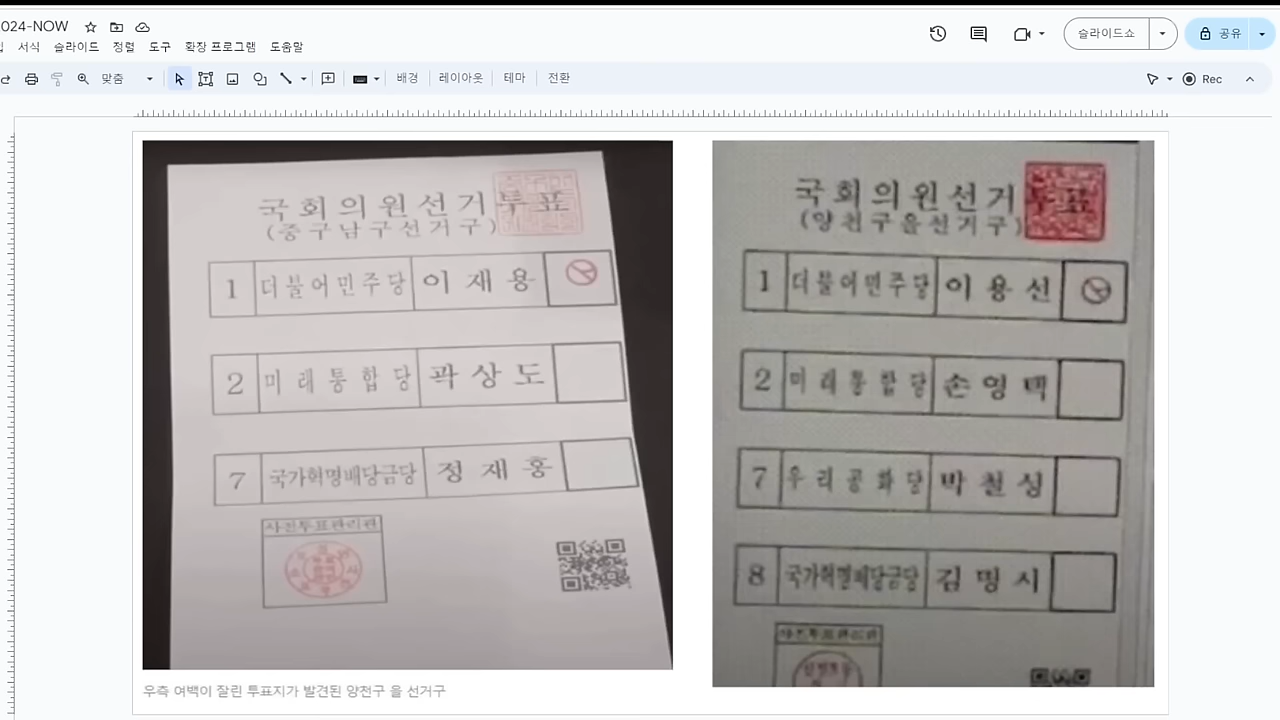 024-NOW
서식 슬라이드 정렬 도구 확장 프로그램 도움말
슬라이드쇼
공유
맞춤
배경 레이아웃 테마 전환
Rec
국회의원선거투표
(중구남구선거구)
1 더불어민주당 이재용
2 미래통합당 곽상도
7 국가혁명배당금당 정재홍
사전투표관리관
국회의원선거투표
(양천구을선거구)
1 더불어민주당 이용선
2 미래통합당 손영택
7 우리공화당 박철성
8 국가혁명배당금당 김명시
사전투표관리관
우측 여백이 잘린 투표지가 발견된 양천구 을 선거구